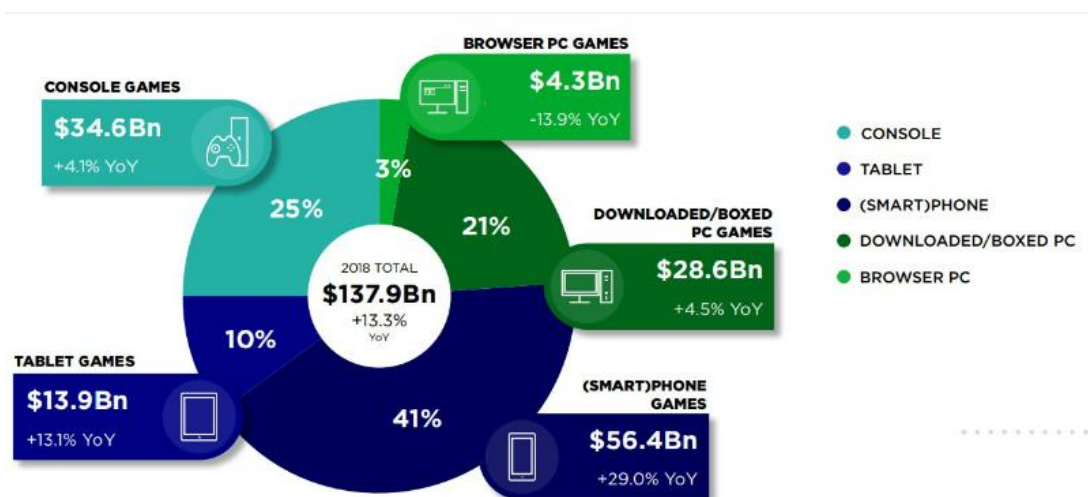 BROWSER PC GAMES
$4.3Bn
-13.9% YoY
CONSOLE GAMES
$34.6Bn
+4.1% YoY
3%
25%
21%
DOWNLOADED/BOXED
PC GAMES
$28.6Bn
+4.5% YoY
2018 TOTAL
$137.9Bn
+13.3%
YoY
10%
TABLET GAMES
$13.9Bn
+13.1% YoY
41%
(SMART)PHONE
GAMES
$56.4Bn
+29.0% YoY
CONSOLE
TABLET
(SMART)PHONE
DOWNLOADED/BOXED PC
BROWSER PC